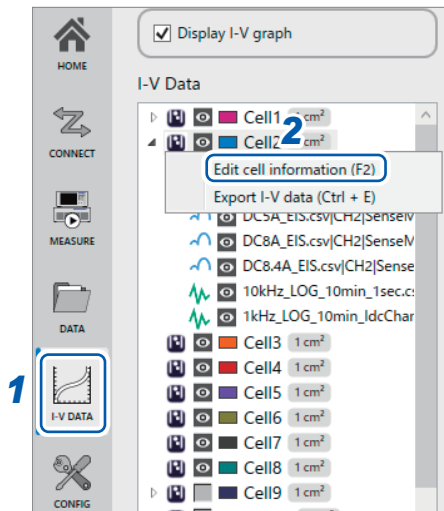 HOME
CONNECT
MEASURE
DATA
1
I-V DATA
CONFIG
Display I-V graph
I-V Data
Cell1 cm²
2
Cell2 cm²
Edit cell information (F2)
Export I-V data (Ctrl + E)
DC5A_EIS.csv|CH2|SenseM
DC8A_EIS.csv|CH2|SenseM
DC8.4A_EIS.csv|CH2|Sense
10kHz_LOG_10min_1sec.c
1kHz_LOG_10min_IdcChar
Cell3 1 cm²
Cell4 1 cm²
Cell5 1 cm²
Cell6 1 cm²
Cell7 1 cm²
Cell8 1 cm²
Cell9 1 cm²